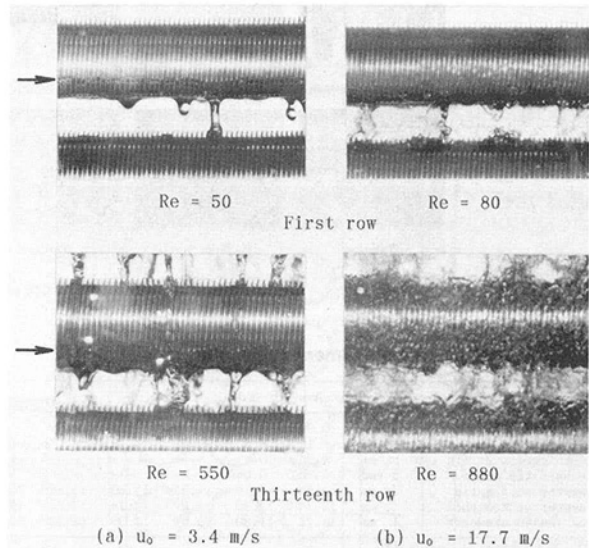 Re = 50
Re = 80
First row
Re = 550
Re = 880
Thirteenth row
(a) u₀ = 3.4 m/s
(b) u₀ = 17.7 m/s